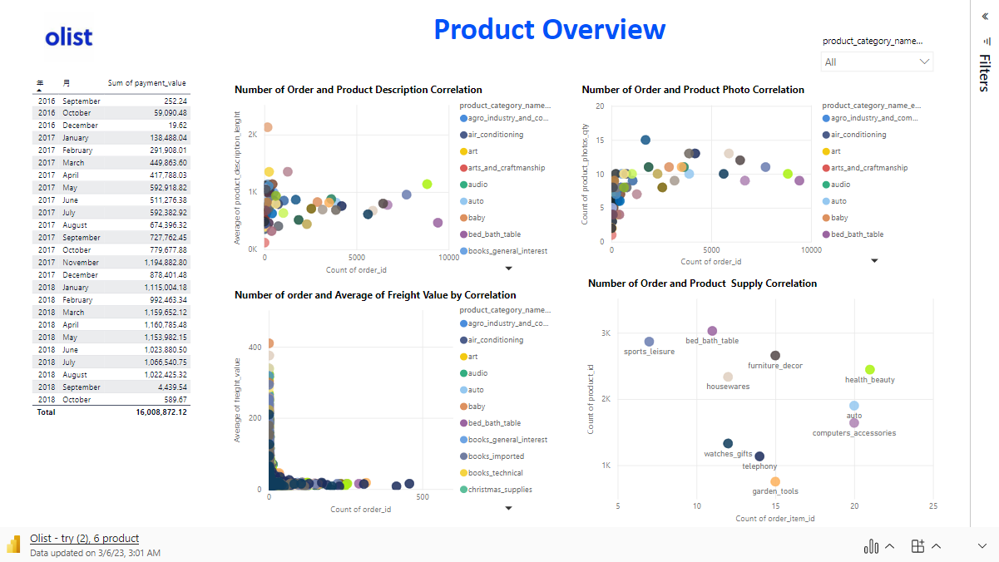 olist
Product Overview
product_category_name...
All
Filters
年 月 Sum of payment_value
2016 September 252.24
2016 October 59,090.48
2016 December 19.62
2017 January 138,488.04
2017 February 291,908.01
2017 March 449,863.60
2017 April 417,788.03
2017 May 592,918.82
2017 June 511,276.38
2017 July 592,382.92
2017 August 674,396.32
2017 September 727,762.45
2017 October 779,677.88
2017 November 1,194,882.80
2017 December 878,401.48
2018 January 1,115,004.18
2018 February 992,463.34
2018 March 1,159,652.12
2018 April 1,160,785.48
2018 May 1,153,982.15
2018 June 1,023,880.50
2018 July 1,066,540.75
2018 August 1,022,425.32
2018 September 4,439.54
2018 October 589.67
Total 16,008,872.12
Number of Order and Product Description Correlation
Average of product_description_lenght
2K
1K
0K
0 5000 10000
Count of order_id
product_category_name...
agro_industry_and_co...
air_conditioning
art
arts_and_craftmanship
audio
auto
baby
bed_bath_table
books_general_interest
Number of Order and Product Photo Correlation
Count of product_photos_qty
20
15
10
5
0
0 5000 10000
Count of order_id
product_category_name_e...
agro_industry_and_com...
air_conditioning
art
arts_and_craftmanship
audio
auto
baby
bed_bath_table
Number of order and Average of Freight Value by Correlation
Average of freight_value
400
200
0
0 500
Count of order_id
product_category_name...
agro_industry_and_co...
air_conditioning
art
audio
auto
baby
bed_bath_table
books_general_interest
books_imported
books_technical
christmas_supplies
Number of Order and Product  Supply Correlation
Count of product_id
3K
2K
1K
bed_bath_table
sports_leisure
furniture_decor
health_beauty
housewares
auto
computers_accessories
watches_gifts
telephony
garden_tools
5 10 15 20 25
Count of order_item_id
Olist - try (2), 6 product
Data updated on 3/6/23, 3:01 AM